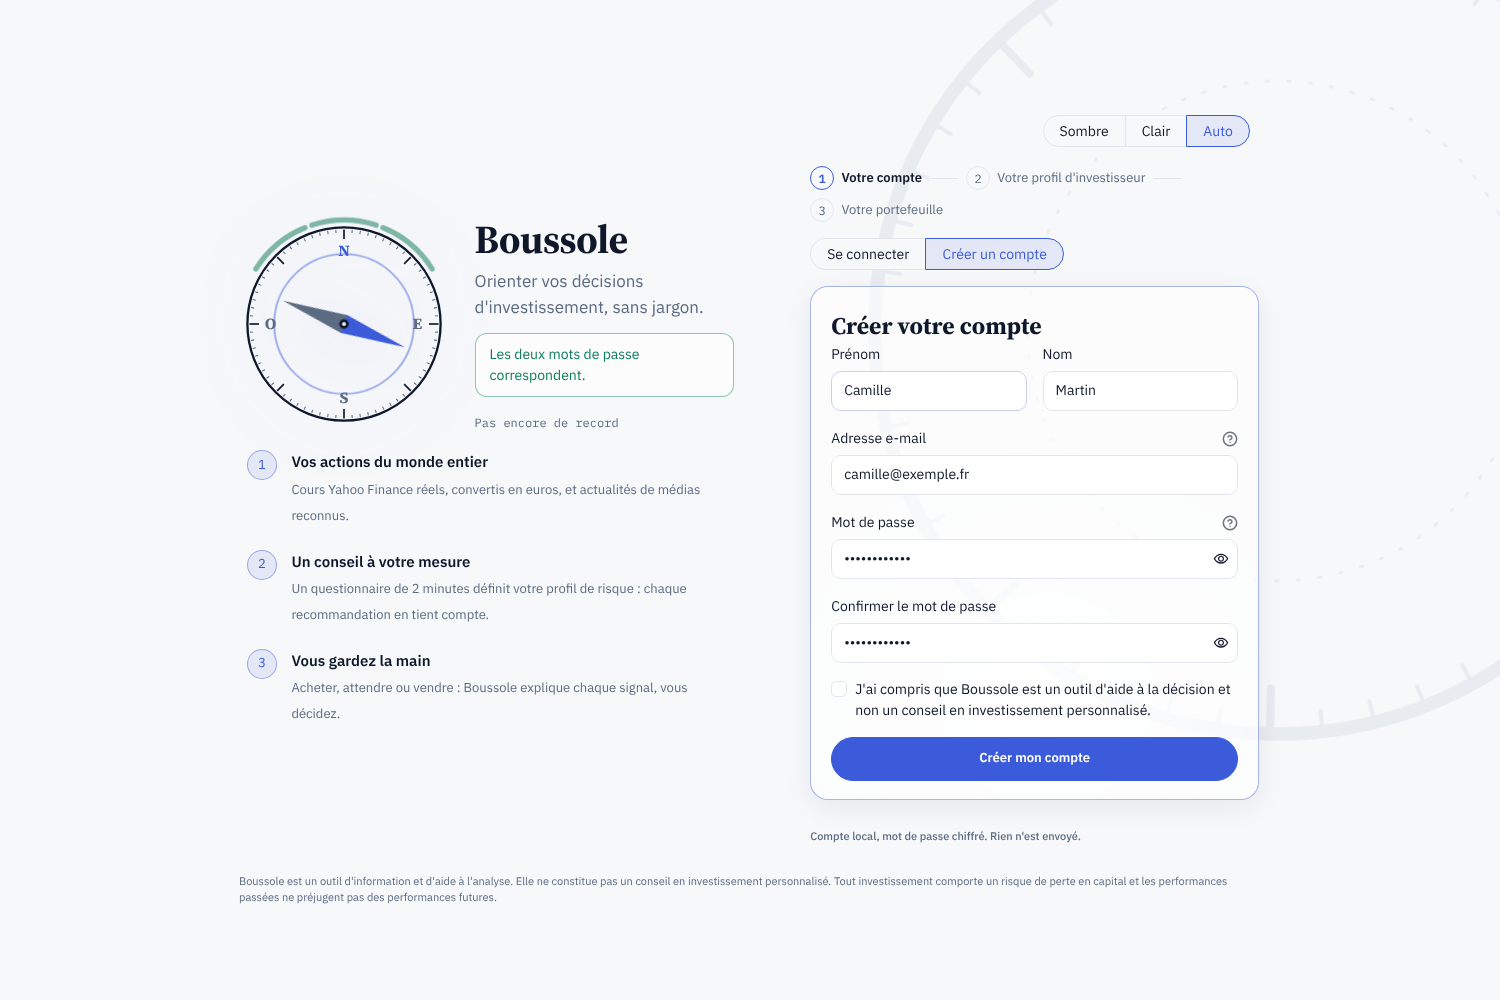 Sombre
Clair
Auto
1 Votre compte
2 Votre profil d'investisseur
3 Votre portefeuille
Se connecter
Créer un compte
N
O
E
S
Boussole
Orienter vos décisions
d'investissement, sans jargon.
Les deux mots de passe
correspondent.
Pas encore de record
1
Vos actions du monde entier
Cours Yahoo Finance réels, convertis en euros, et actualités de médias
reconnus.
2
Un conseil à votre mesure
Un questionnaire de 2 minutes définit votre profil de risque : chaque
recommandation en tient compte.
3
Vous gardez la main
Acheter, attendre ou vendre : Boussole explique chaque signal, vous
décidez.
Créer votre compte
Prénom
Nom
Camille
Martin
Adresse e-mail
?
camille@exemple.fr
Mot de passe
?
••••••••••••
Confirmer le mot de passe
••••••••••••
J'ai compris que Boussole est un outil d'aide à la décision et
non un conseil en investissement personnalisé.
Créer mon compte
Compte local, mot de passe chiffré. Rien n'est envoyé.
Boussole est un outil d'information et d'aide à l'analyse. Elle ne constitue pas un conseil en investissement personnalisé. Tout investissement comporte un risque de perte en capital et les performances
passées ne préjugent pas des performances futures.